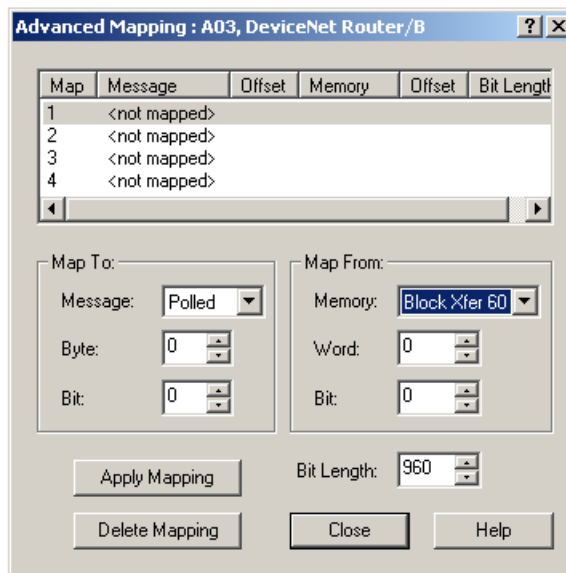 Advanced Mapping : A03, DeviceNet Router/B
Map Message Offset Memory Offset Bit Length
1 <not mapped>
2 <not mapped>
3 <not mapped>
4 <not mapped>
Map To:
Message: Polled
Byte: 0
Bit: 0
Map From:
Memory: Block Xfer 60
Word: 0
Bit: 0
Bit Length: 960
Apply Mapping
Delete Mapping
Close
Help